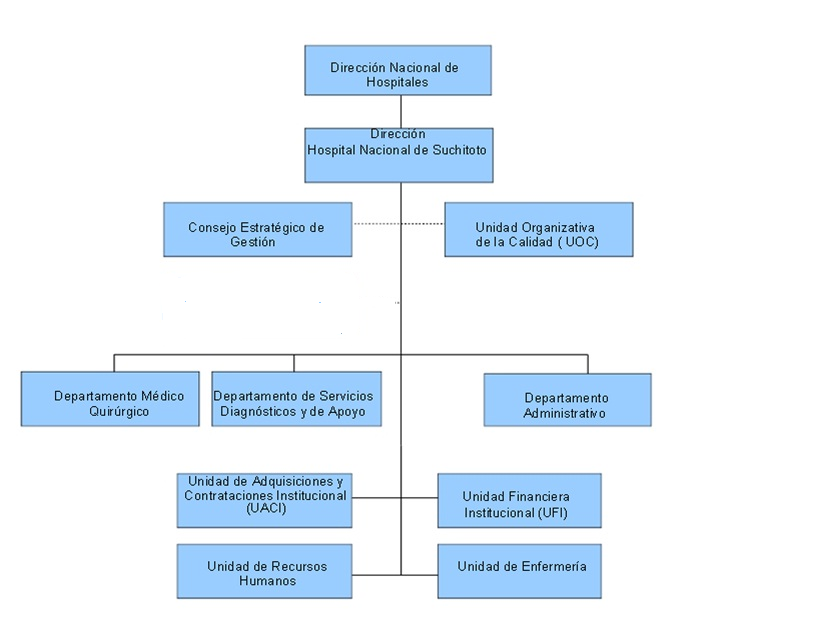 Dirección Nacional de
Hospitales
Dirección
Hospital Nacional de Suchitoto
Consejo Estratégico de
Gestión
Unidad Organizativa
de la Calidad ( UOC)
Departamento Médico
Quirúrgico
Departamento de Servicios
Diagnósticos y de Apoyo
Departamento
Administrativo
Unidad de Adquisiciones y
Contrataciones Institucional
(UACI)
Unidad Financiera
Institucional (UFI)
Unidad de Recursos
Humanos
Unidad de Enfermería